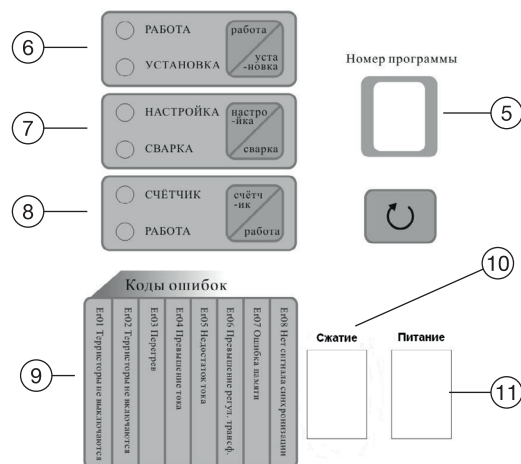 6
РАБОТА
УСТАНОВКА
работа
уста
-новка
Номер программы
5
7
НАСТРОЙКА
СВАРКА
настро
-йка
сварка
8
СЧЁТЧИК
РАБОТА
счётч
-ик
работа
10
9
Коды ошибок
Er01 Терристоры не выключаются
Er02 Терристоры не включаются
Er03 Перегрев
Er04 Превышение тока
Er05 Недостаток тока
Er06 Превышение регул. трансф.
Er07 Ошибка памяти
Er08 Нет сигнала синхронизации
Сжатие
Питание
11